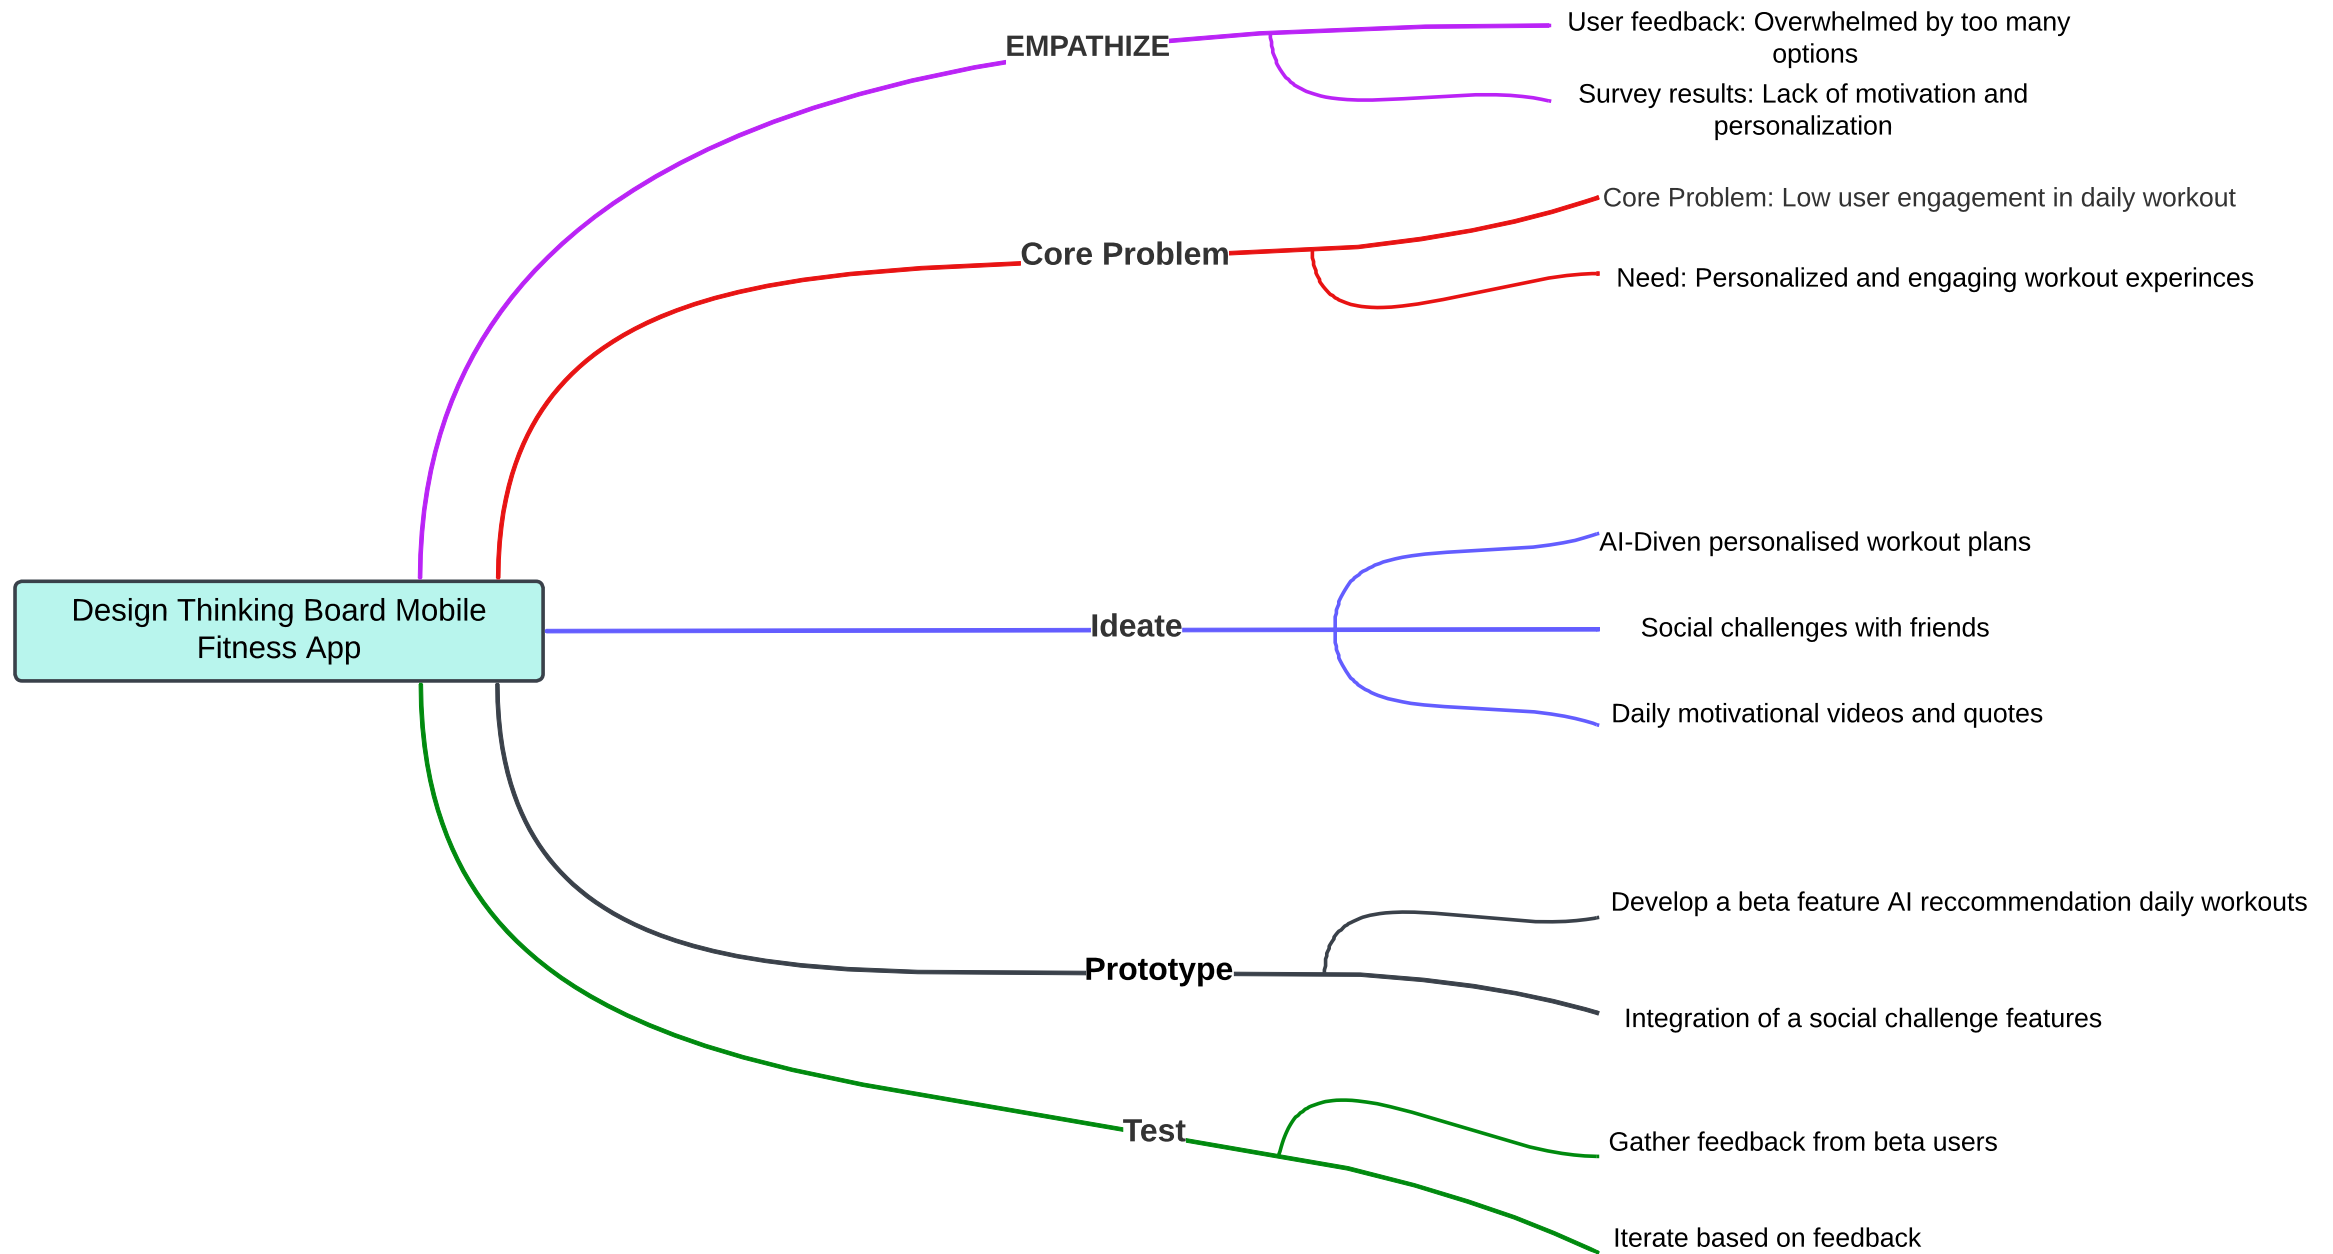 EMPATHIZE
User feedback: Overwhelmed by too many
options
Survey results: Lack of motivation and
personalization
Core Problem
Core Problem: Low user engagement in daily workout
Need: Personalized and engaging workout experinces
Design Thinking Board Mobile
Fitness App
Ideate
AI-Diven personalised workout plans
Social challenges with friends
Daily motivational videos and quotes
Prototype
Develop a beta feature AI reccommendation daily workouts
Integration of a social challenge features
Test
Gather feedback from beta users
Iterate based on feedback